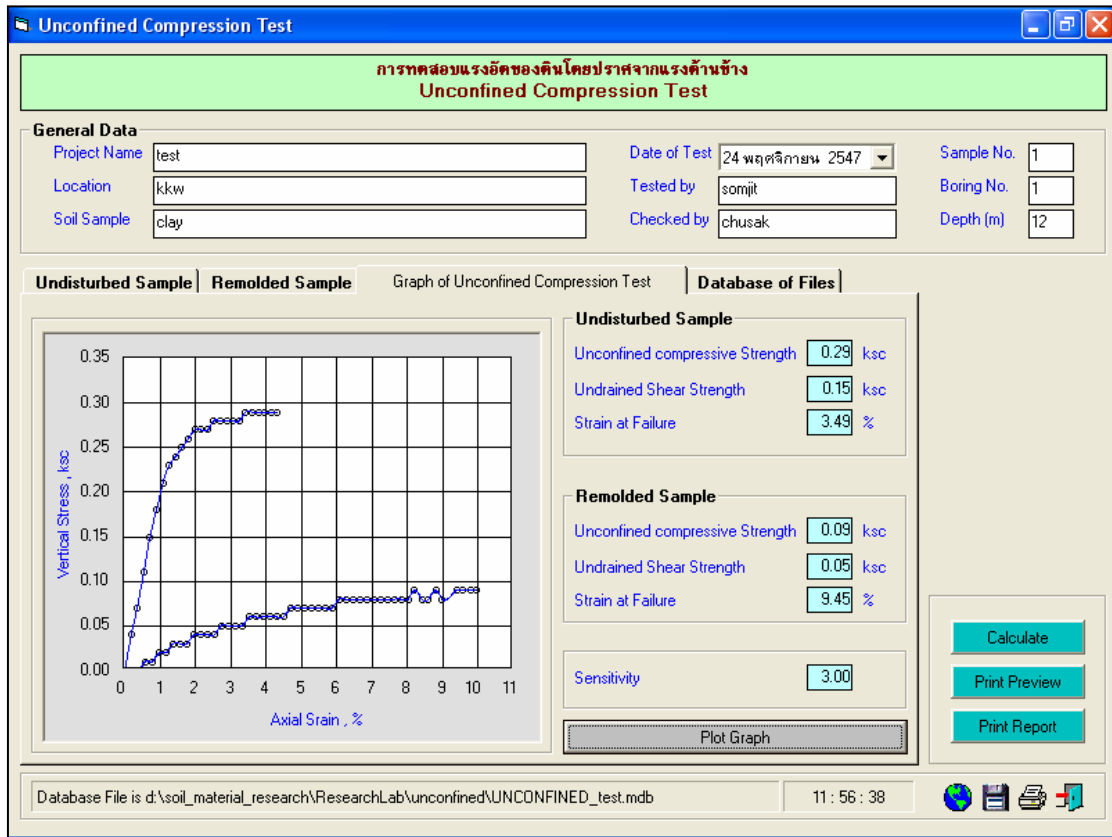 Unconfined Compression Test
การทดสอบแรงอัดของดินโดยปราศจากแรงด้านข้าง
Unconfined Compression Test
General Data
Project Name test
Date of Test 24 พฤศจิกายน 2547
Sample No. 1
Location kkw
Tested by somjit
Boring No. 1
Soil Sample clay
Checked by chusak
Depth (m) 12
Undisturbed Sample Remolded Sample Graph of Unconfined Compression Test Database of Files
0.35
0.30
0.25
0.20
0.15
0.10
0.05
0.00
Vertical Stress , ksc
0 1 2 3 4 5 6 7 8 9 10 11
Axial Srain , %
Undisturbed Sample
Unconfined compressive Strength 0.29 ksc
Undrained Shear Strength 0.15 ksc
Strain at Failure 3.49 %
Remolded Sample
Unconfined compressive Strength 0.09 ksc
Undrained Shear Strength 0.05 ksc
Strain at Failure 9.45 %
Sensitivity 3.00
Plot Graph
Calculate
Print Preview
Print Report
Database File is d:\soil_material_research\ResearchLab\unconfined\UNCONFINED_test.mdb
11 : 56 : 38